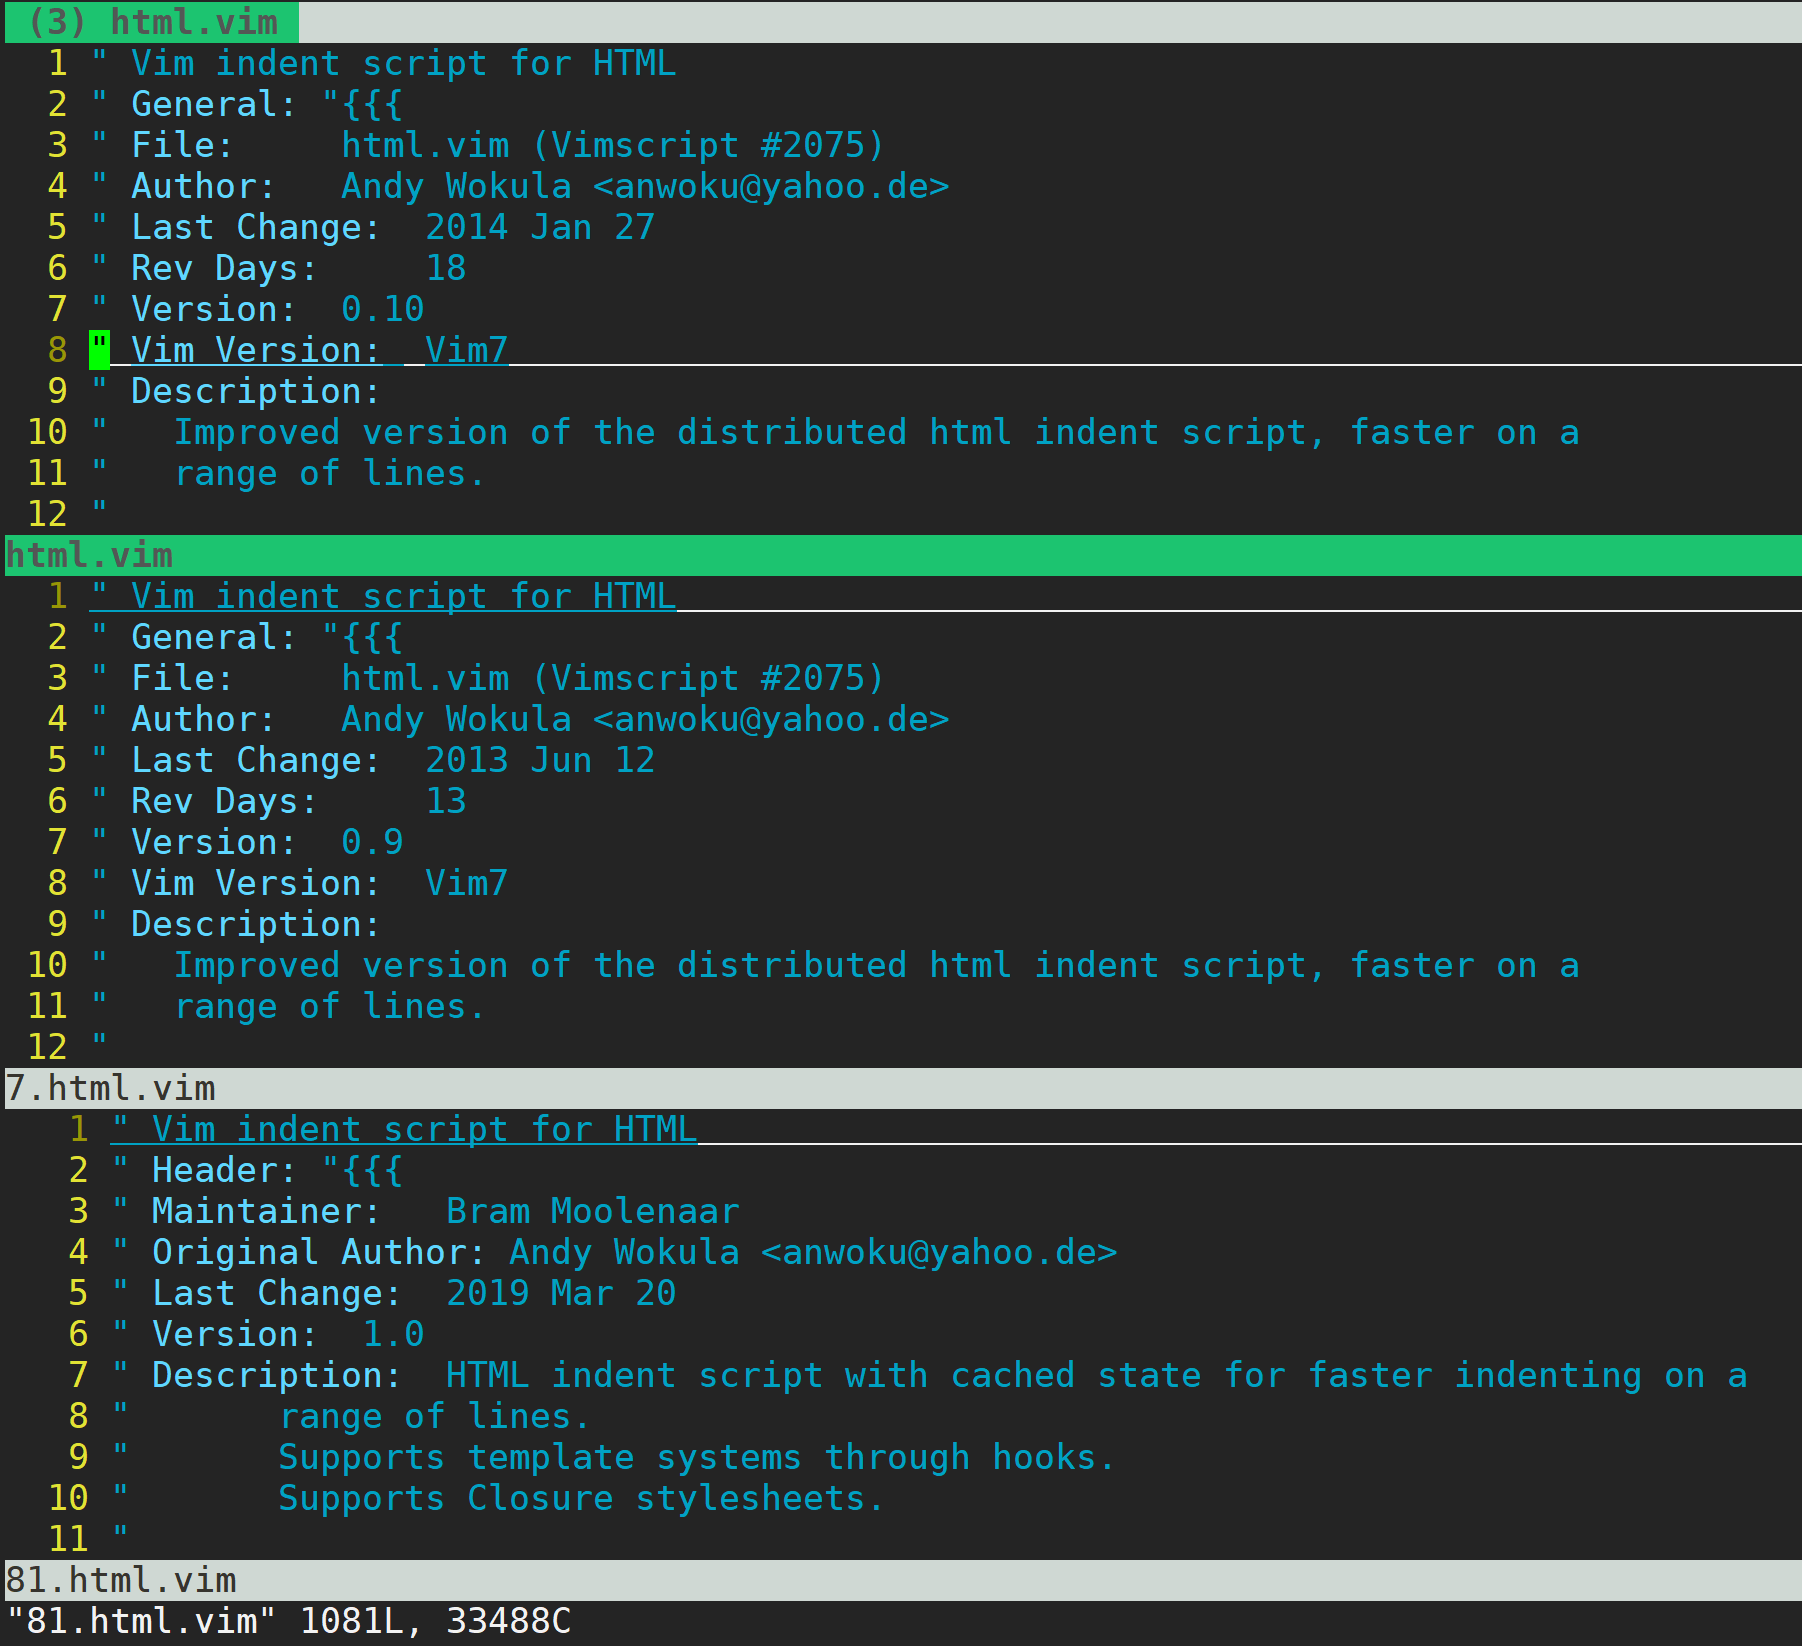 (3) html.vim
1 " Vim indent script for HTML
2 " General: "{{{
3 " File:     html.vim (Vimscript #2075)
4 " Author:   Andy Wokula <anwoku@yahoo.de>
5 " Last Change:  2014 Jan 27
6 " Rev Days:     18
7 " Version:  0.10
8 " Vim Version:  Vim7
9 " Description:
10 "   Improved version of the distributed html indent script, faster on a
11 "   range of lines.
12 "
html.vim
1 " Vim indent script for HTML
2 " General: "{{{
3 " File:     html.vim (Vimscript #2075)
4 " Author:   Andy Wokula <anwoku@yahoo.de>
5 " Last Change:  2013 Jun 12
6 " Rev Days:     13
7 " Version:  0.9
8 " Vim Version:  Vim7
9 " Description:
10 "   Improved version of the distributed html indent script, faster on a
11 "   range of lines.
12 "
7.html.vim
1 " Vim indent script for HTML
2 " Header: "{{{
3 " Maintainer:   Bram Moolenaar
4 " Original Author: Andy Wokula <anwoku@yahoo.de>
5 " Last Change:  2019 Mar 20
6 " Version:  1.0
7 " Description:  HTML indent script with cached state for faster indenting on a
8 "       range of lines.
9 "       Supports template systems through hooks.
10 "       Supports Closure stylesheets.
11 "
81.html.vim
"81.html.vim" 1081L, 33488C